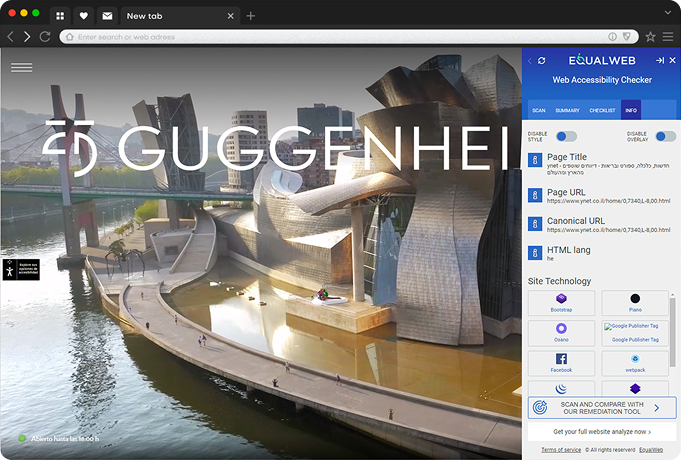 New tab
Enter search or web adress
GUGGENHEI
Explore sus
opciones de
accesibilidad
Abierto hasta las 18:00 h
EQUALWEB
Web Accessibility Checker
SCAN
SUMMARY
CHECKLIST
INFO
DISABLE
STYLE
DISABLE
OVERLAY
Page Title
ynet - חדשות, כלכלה, ספורט ובריאות - דיווחים שוטפים
מהארץ ומהעולם
Page URL
https://www.ynet.co.il/home/0,7340,L-8,00.html
Canonical URL
https://www.ynet.co.il/home/0,7340,L-8,00.html
HTML lang
he
Site Technology
Bootstrap
Piano
Osano
Google Publisher Tag
Google Publisher Tag
Facebook
webpack
SCAN AND COMPARE WITH
OUR REMEDIATION TOOL
Get your full website analyze now
Terms of service
© All rights reseverd
EqualWeb